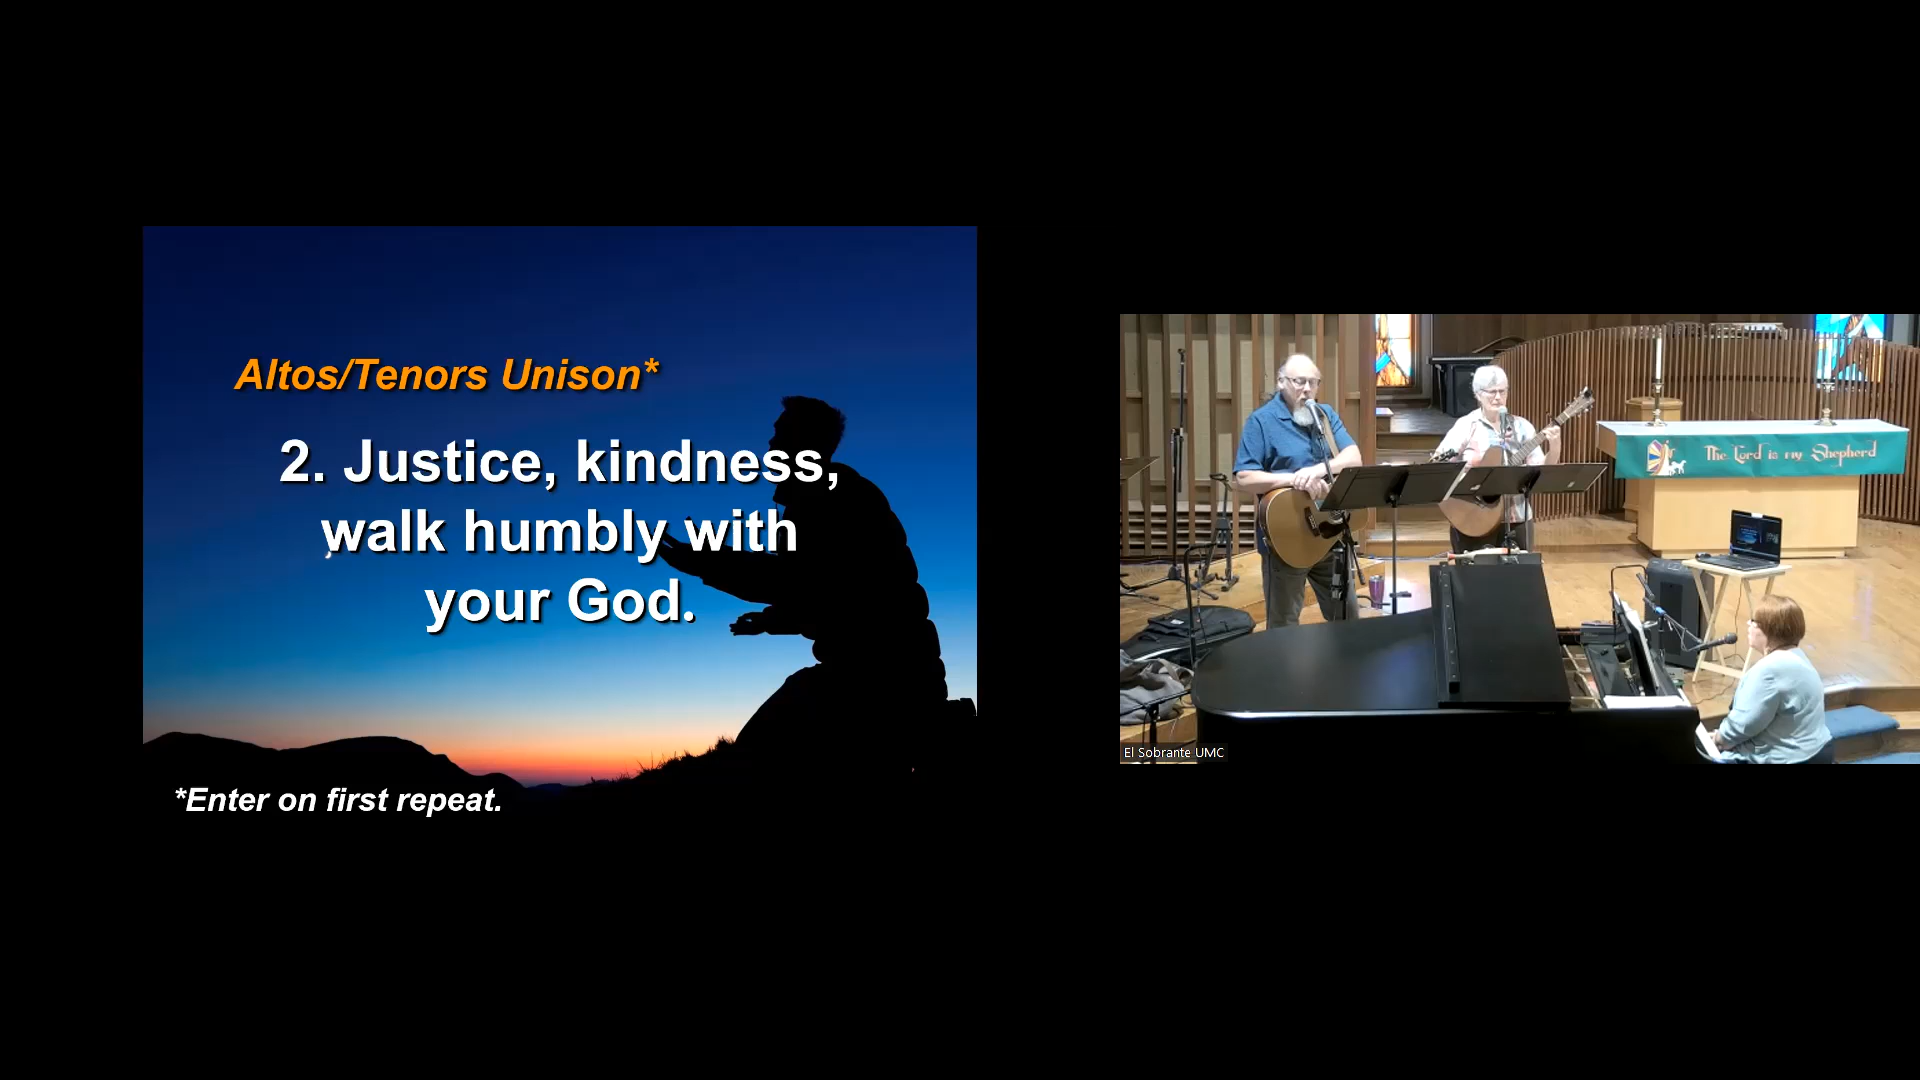 Altos/Tenors Unison*
2. Justice, kindness,
walk humbly with
your God.
*Enter on first repeat.
The Lord is my Shepherd
El Sobrante UMC